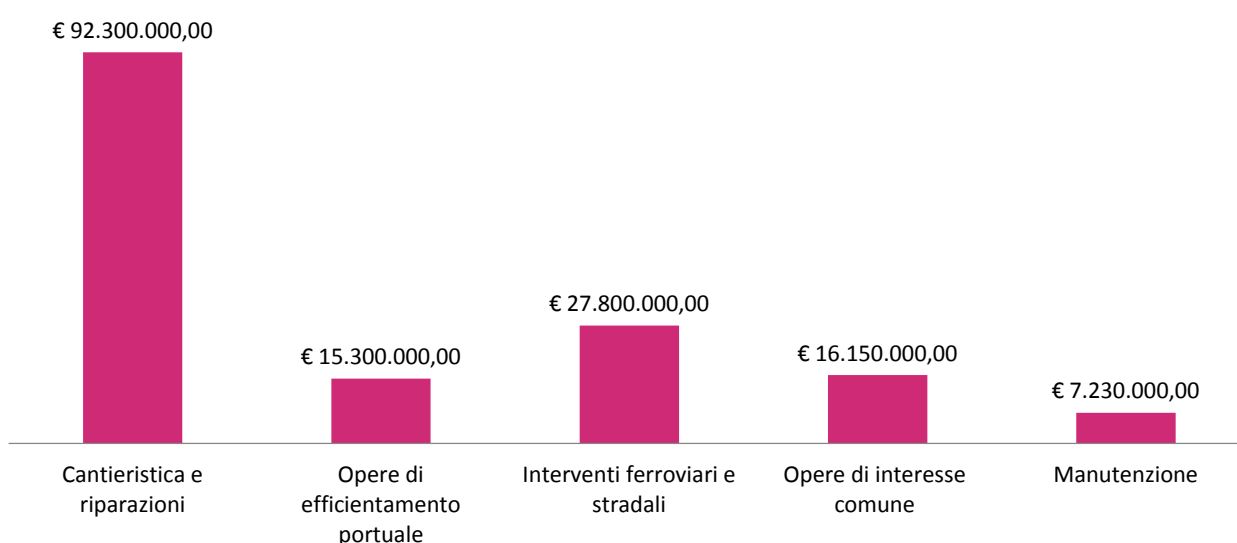 € 92.300.000,00
€ 15.300.000,00
€ 27.800.000,00
€ 16.150.000,00
€ 7.230.000,00
Cantieristica e
riparazioni
Opere di
efficientamento
portuale
Interventi ferroviari e
stradali
Opere di interesse
comune
Manutenzione